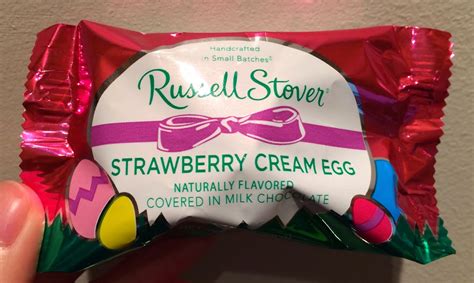 Handcrafted
in Small Batches®
Russell Stover®
STRAWBERRY CREAM EGG
NATURALLY FLAVORED
COVERED IN MILK CHOCOLATE